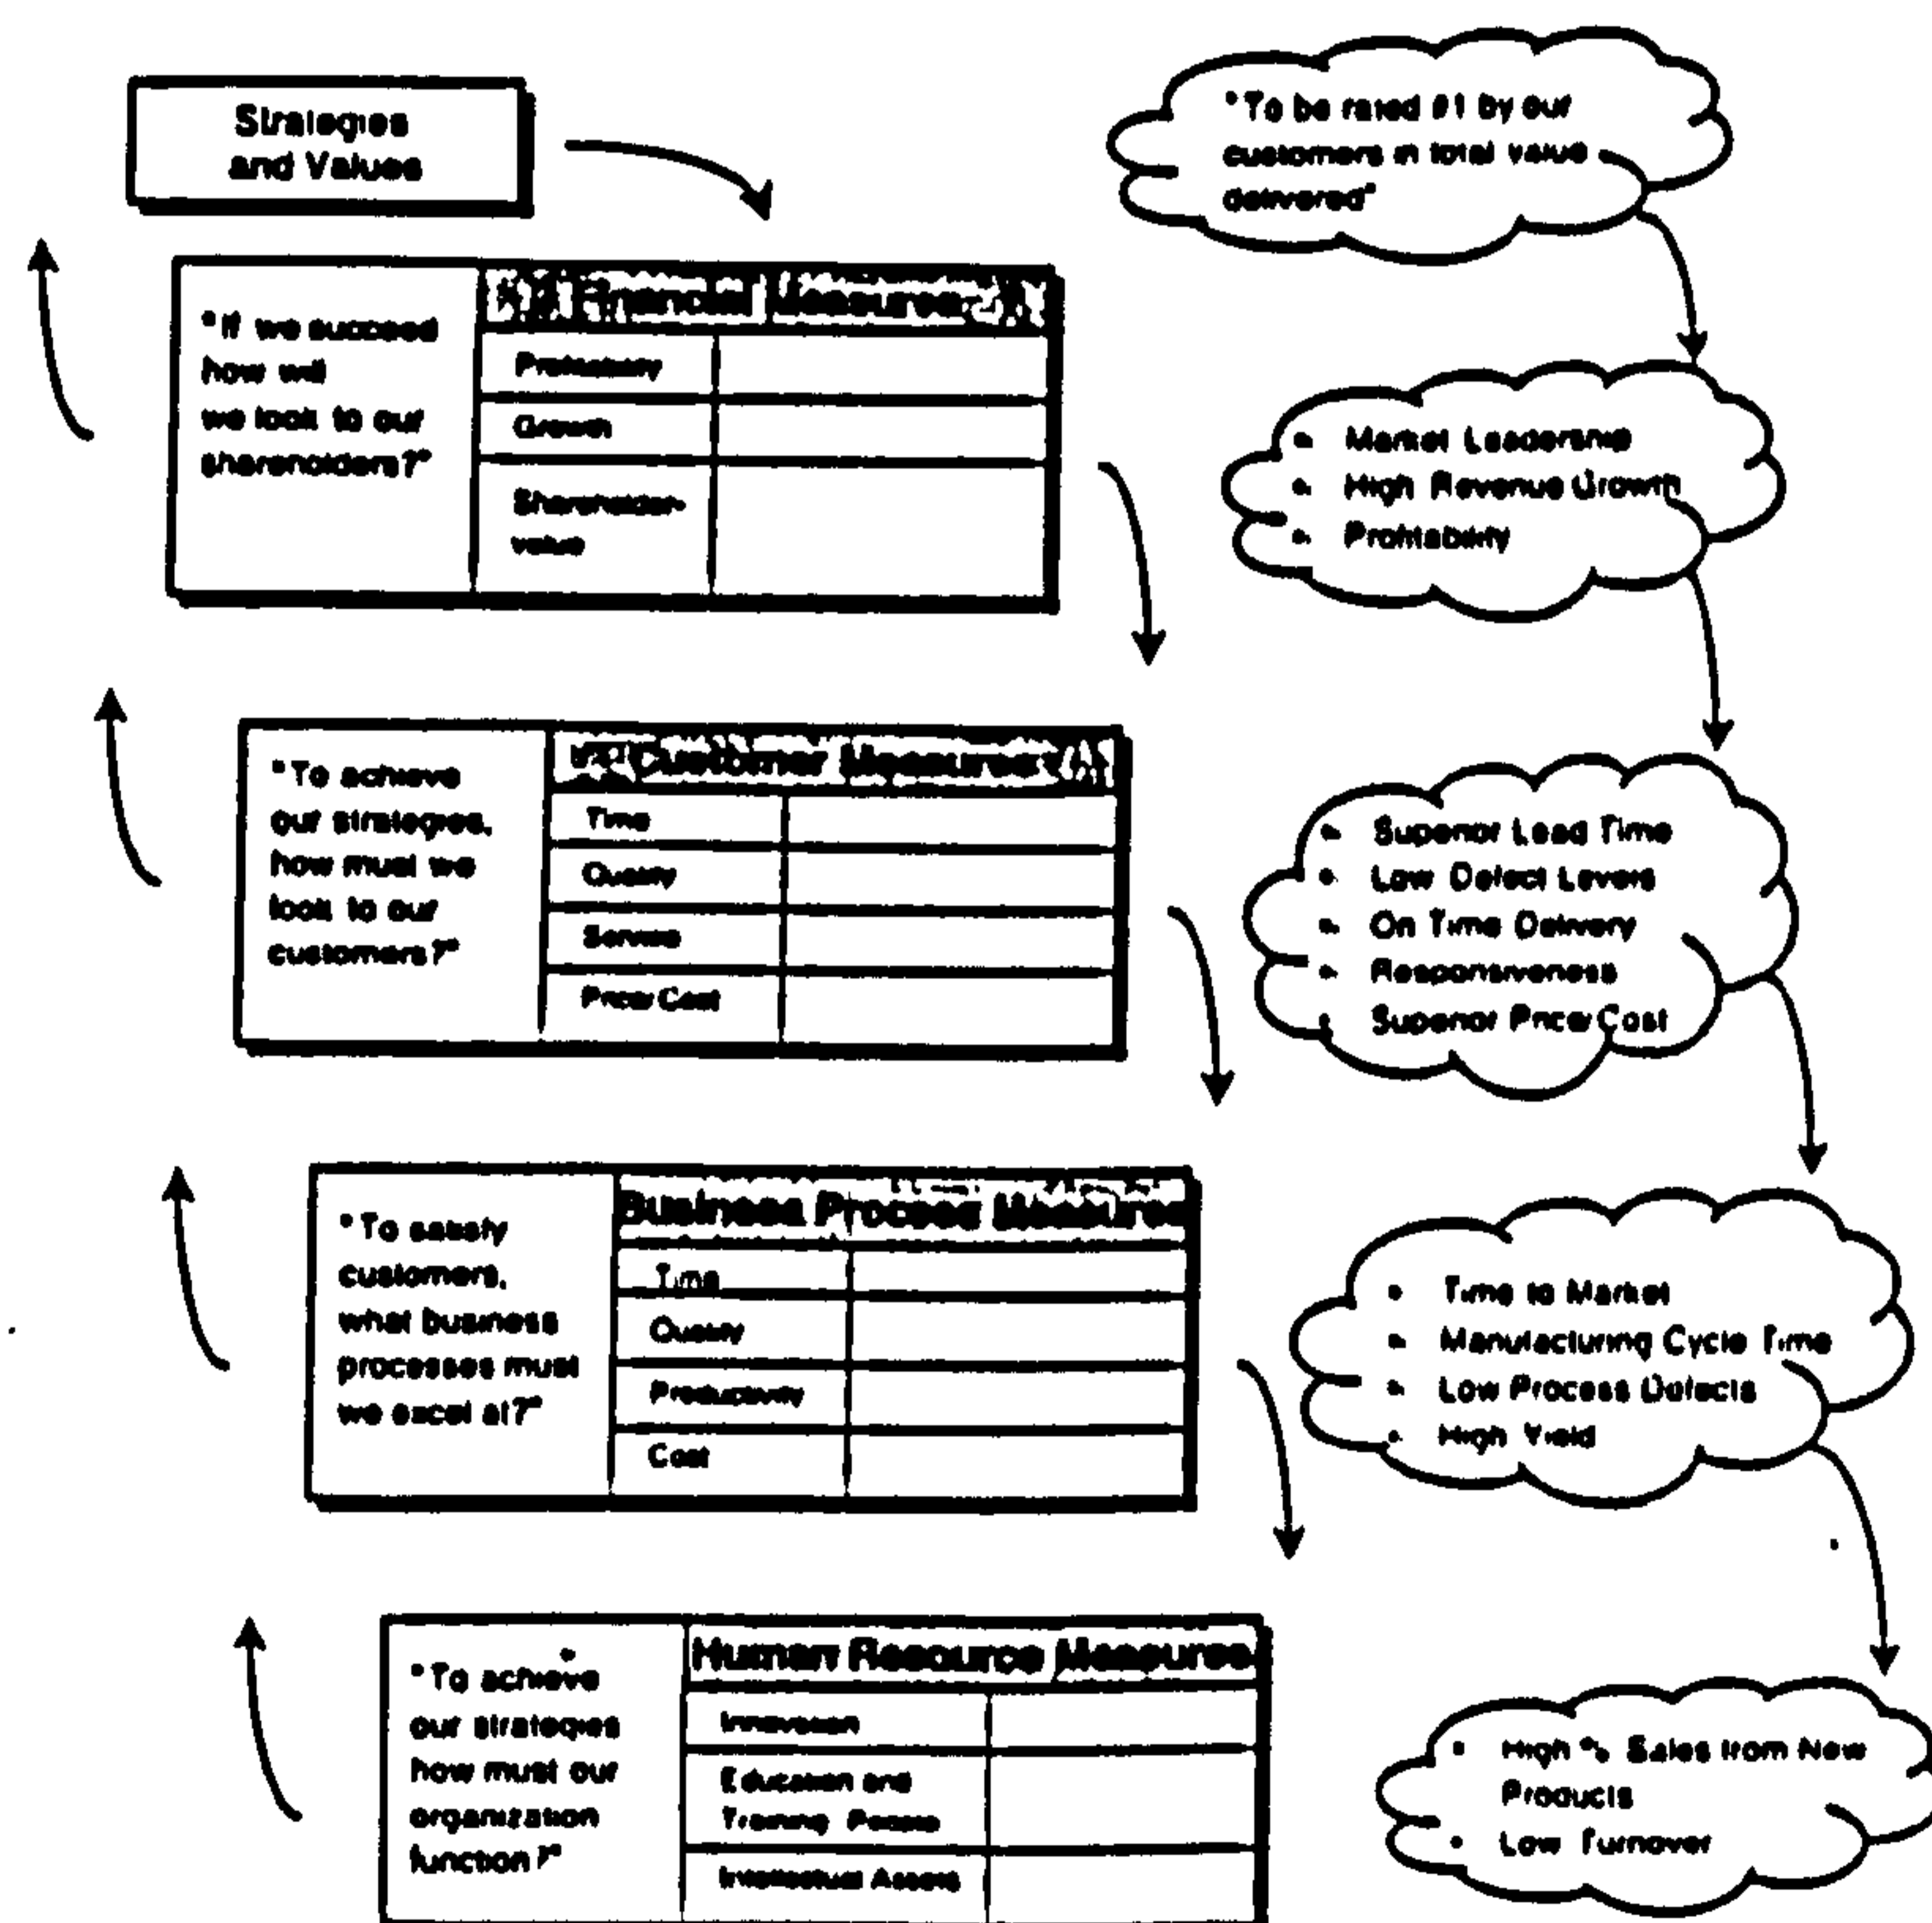 Strategies
and Values
"To be rated #1 by our
customers in total value
delivered"
"If we succeed
how will
we look to our
shareholders?"
Financial Measures
Profitability
Growth
Shareholder
value
• Market Leadership
• High Revenue Growth
• Profitability
"To achieve
our strategies,
how must we
look to our
customers?"
Customer Measures
Time
Quality
Service
Price/Cost
• Superior Lead Time
• Low Defect Levels
• On Time Delivery
• Responsiveness
• Superior Price/Cost
"To satisfy
customers,
what business
processes must
we excel at?"
Business Process Measures
Time
Quality
Productivity
Cost
• Time to Market
• Manufacturing Cycle Time
• Low Process Defects
• High Yield
"To achieve
our strategies
how must our
organization
function?"
Human Resource Measures
Innovation
Education and
Training People
Intellectual Assets
• High % Sales from New
Products
• Low Turnover